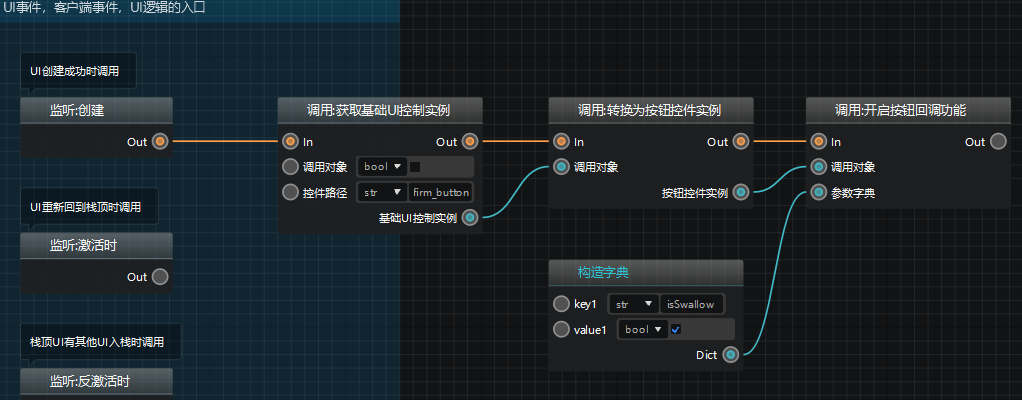 UI事件，客户端事件，UI逻辑的入口
UI创建成功时调用
监听:创建
Out
调用:获取基础UI控制实例
In
Out
调用对象
bool
控件路径
str
firm_button
基础UI控制实例
调用:转换为按钮控件实例
In
Out
调用对象
按钮控件实例
调用:开启按钮回调功能
In
Out
调用对象
参数字典
UI重新回到栈顶时调用
监听:激活时
Out
构造字典
key1
str
isSwallow
value1
bool
Dict
栈顶UI有其他UI入栈时调用
监听:反激活时